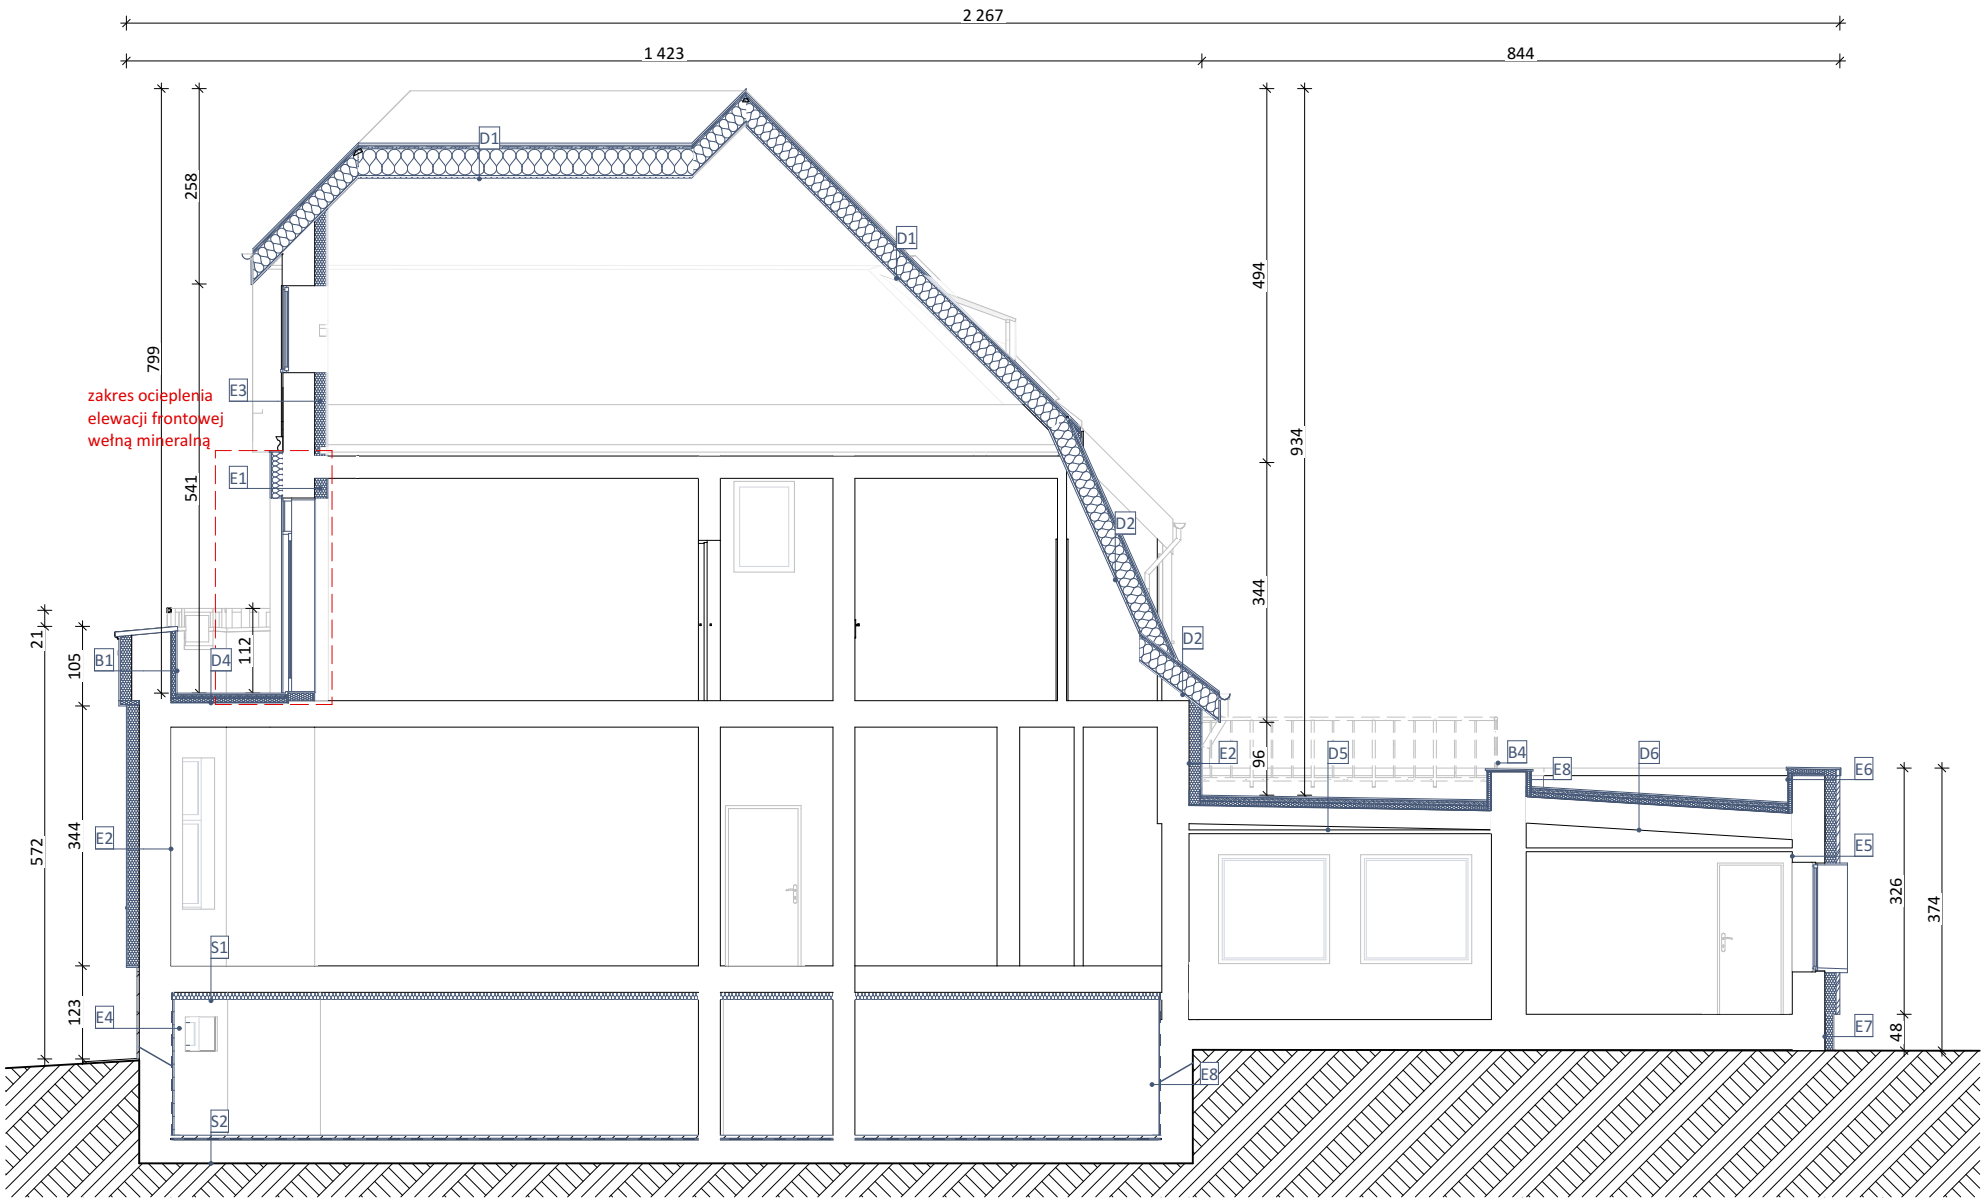 2 267
1 423
844
D1
258
D1
494
799
zakres ocieplenia
elewacji frontowej
wełną mineralną
E3
934
541
E1
D2
344
21
105
B1
D4
112
D2
96
E2
D5
B4
E8
D6
E6
572
344
E2
E5
326
374
S1
123
E4
48
E7
E8
S2